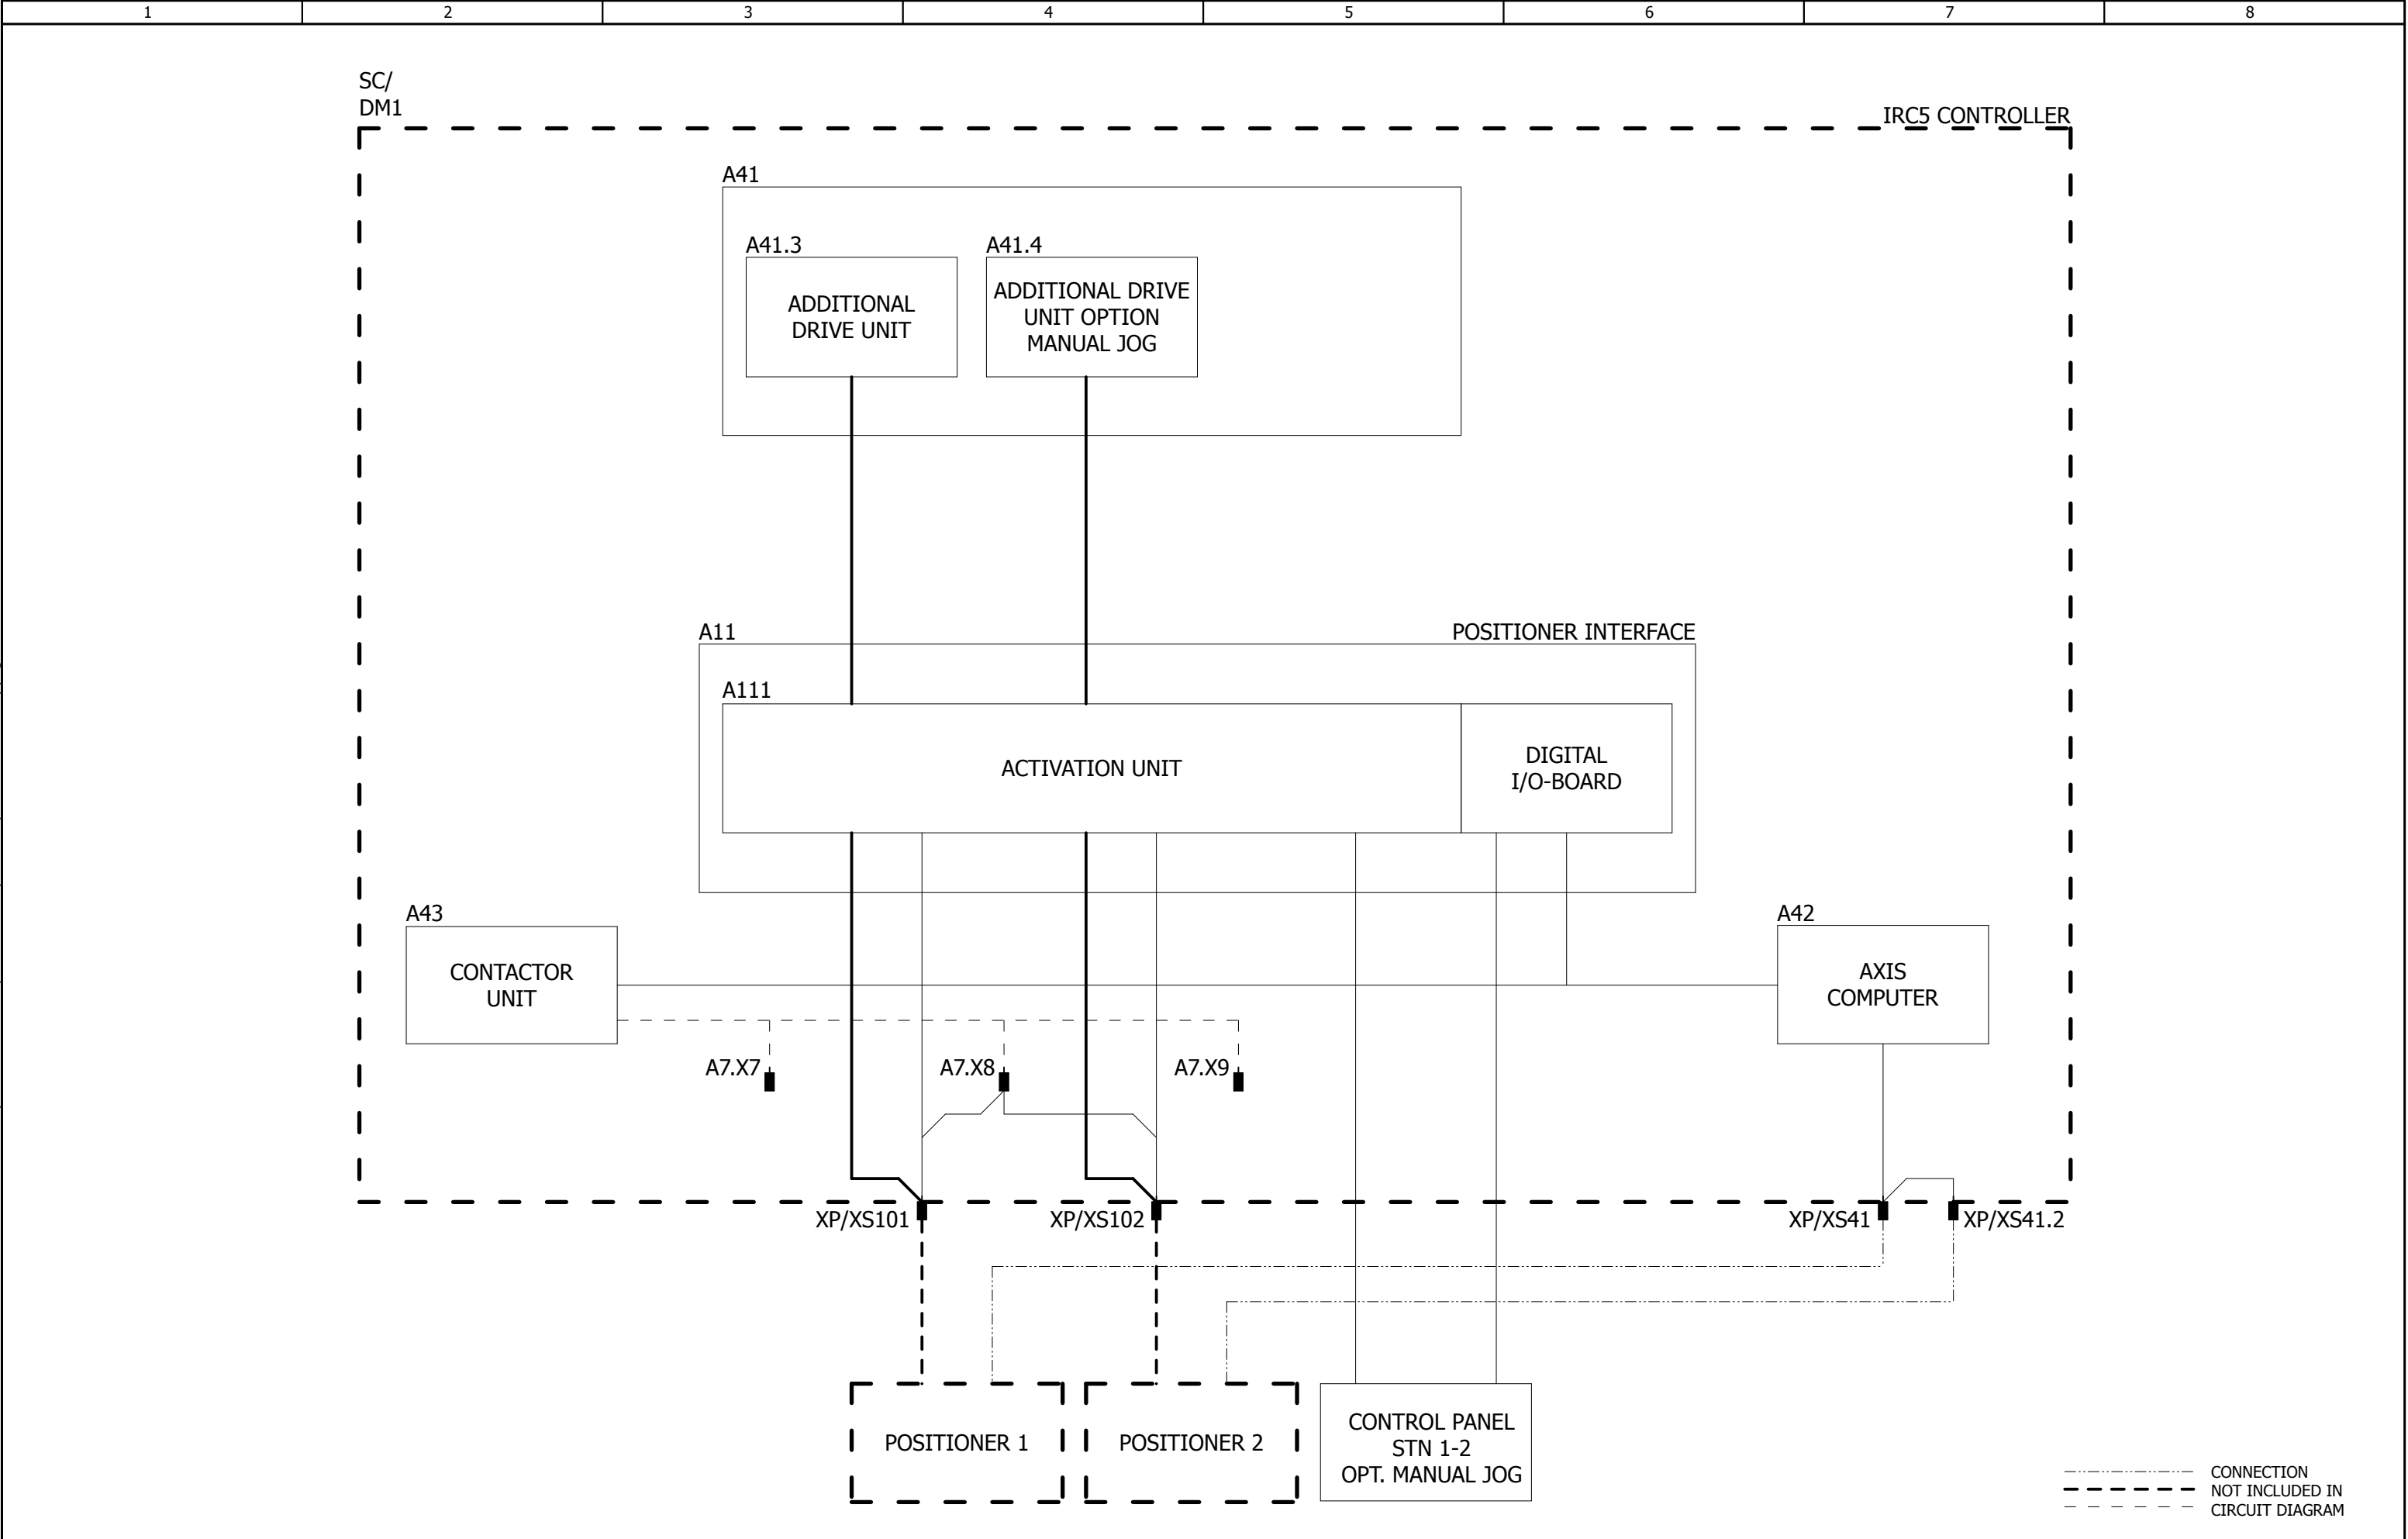 1 2 3 4 5 6 7 8
SC/
DM1
IRC5 CONTROLLER
A41
A41.3
A41.4
ADDITIONAL
DRIVE UNIT
ADDITIONAL DRIVE
UNIT OPTION
MANUAL JOG
A11
POSITIONER INTERFACE
A111
ACTIVATION UNIT
DIGITAL
I/O-BOARD
A43
CONTACTOR
UNIT
A42
AXIS
COMPUTER
A7.X7
A7.X8
A7.X9
XP/XS101
XP/XS102
XP/XS41
XP/XS41.2
POSITIONER 1
POSITIONER 2
CONTROL PANEL
STN 1-2
OPT. MANUAL JOG
CONNECTION
NOT INCLUDED IN
CIRCUIT DIAGRAM